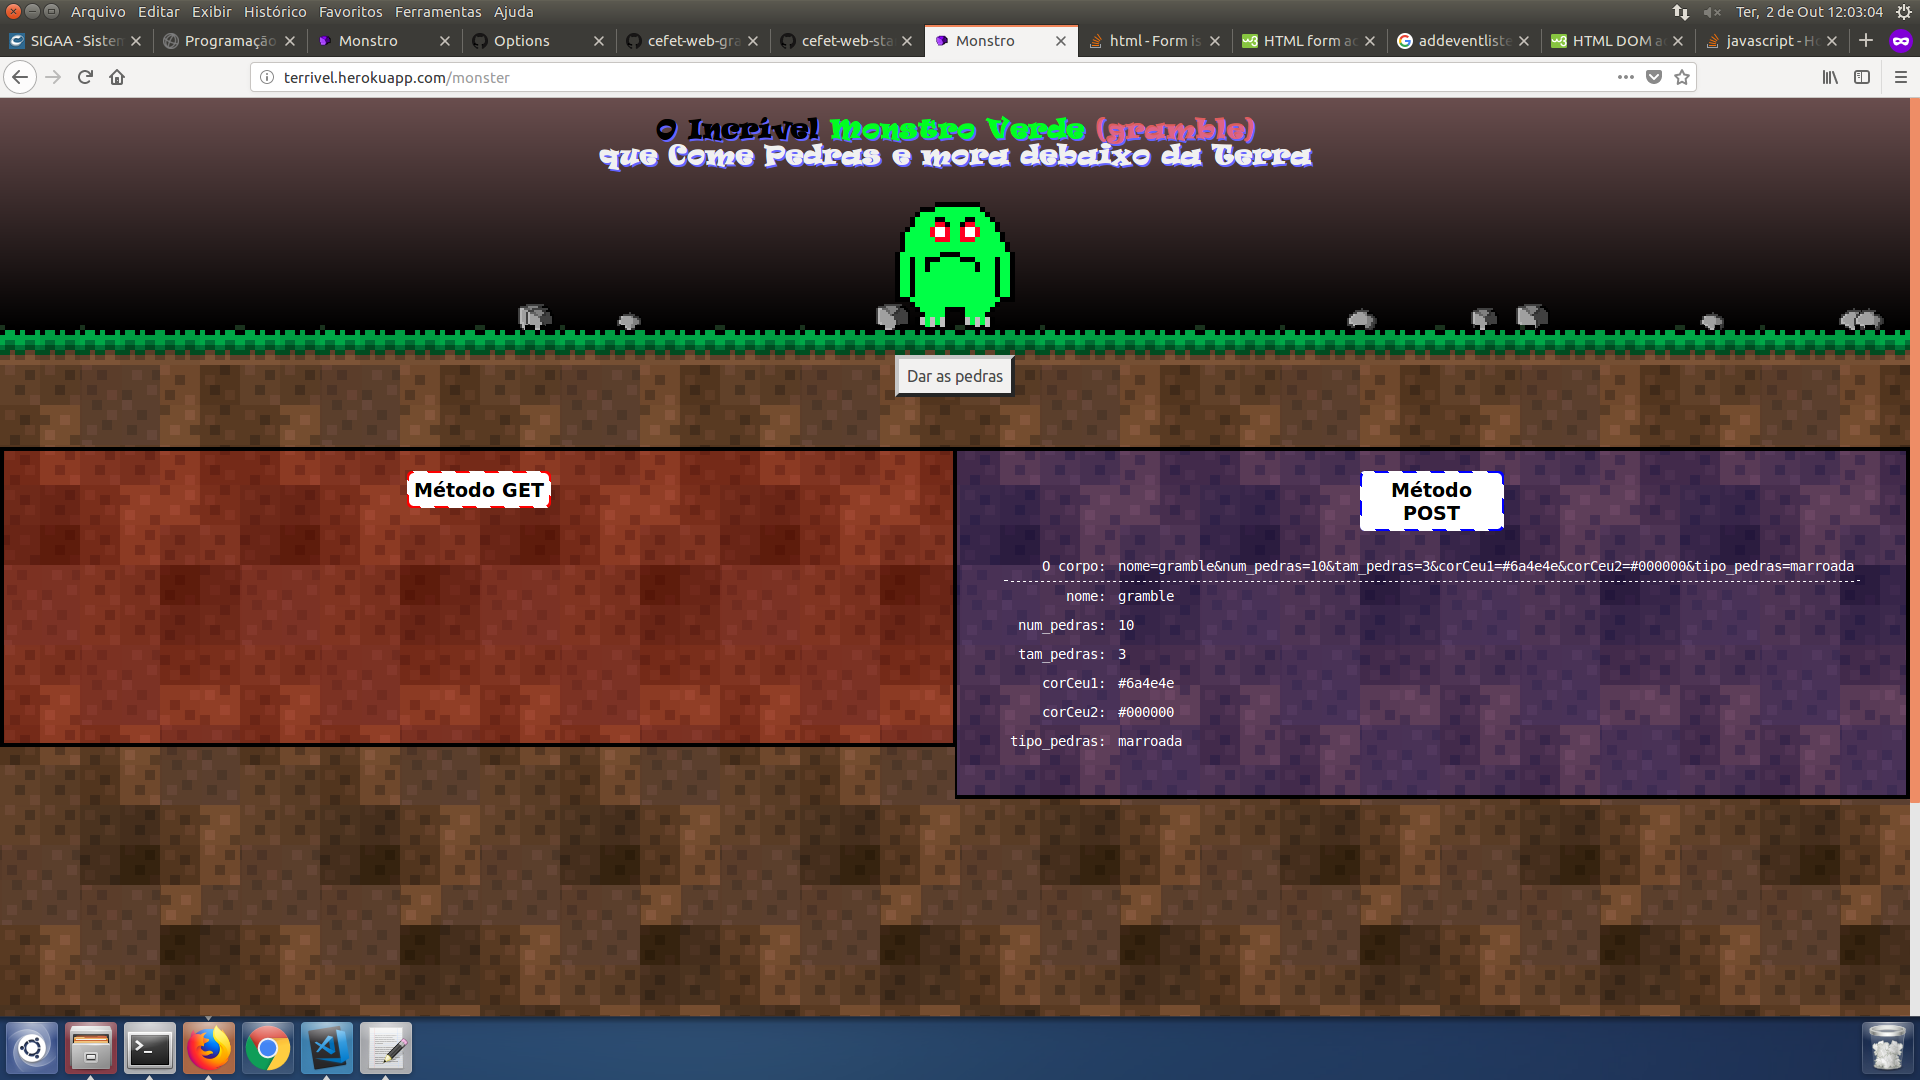 Arquivo Editar Exibir Histórico Favoritos Ferramentas Ajuda
Ter, 2 de Out 12:03:04
SIGAA - Sisten
Programação
Monstro
Options
cefet-web-gra
cefet-web-sta
Monstro
html - Form is
HTML form ac
addeventliste
HTML DOM a
javascript - Ho
terrivel.herokuapp.com/monster
O Incrível Monstro Verde (gramble)
que Come Pedras e mora debaixo da Terra
Dar as pedras
Método GET
Método
POST
O corpo: nome=gramble&num_pedras=10&tam_pedras=3&corCeu1=#6a4e4e&corCeu2=#000000&tipo_pedras=marroada
nome: gramble
num_pedras: 10
tam_pedras: 3
corCeu1: #6a4e4e
corCeu2: #000000
tipo_pedras: marroada